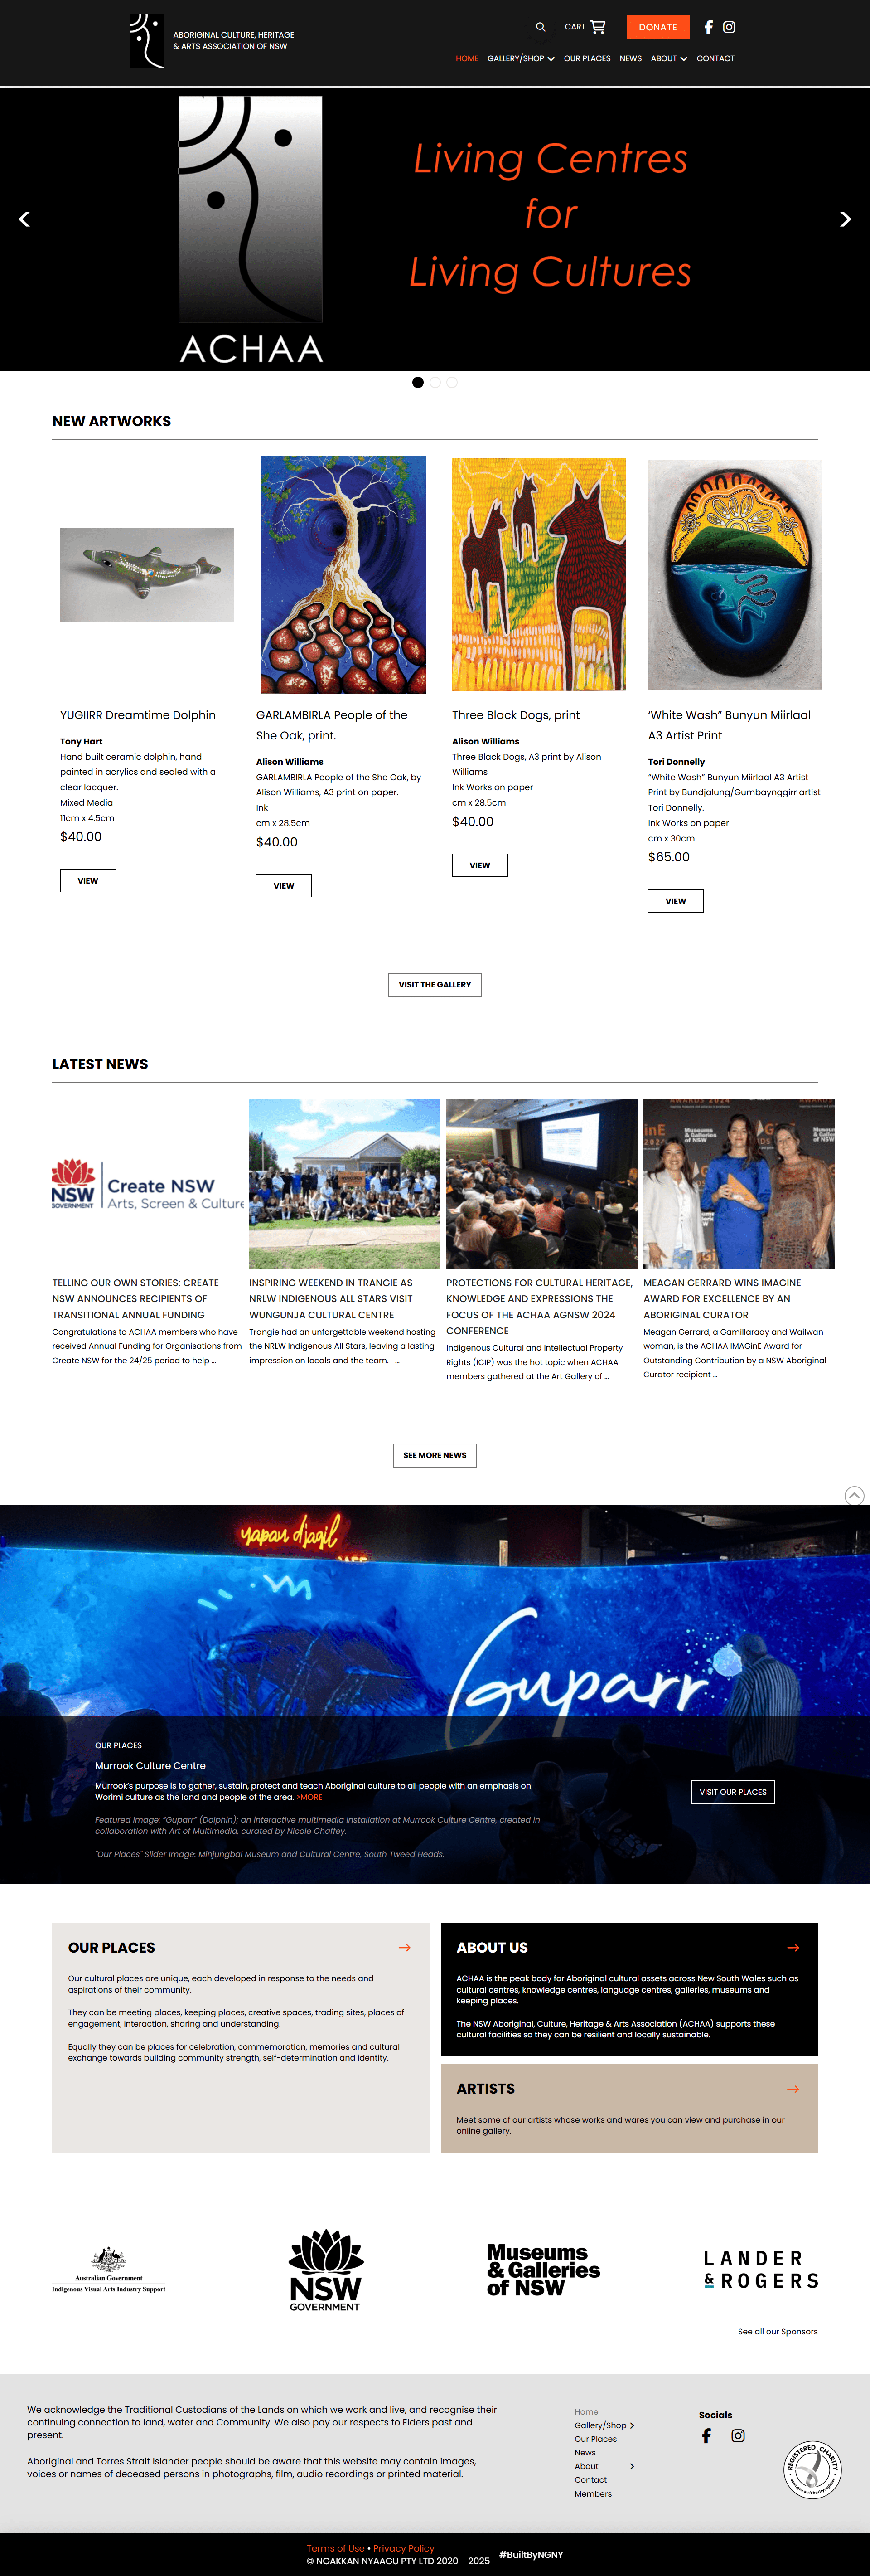 ABORIGINAL CULTURE, HERITAGE
& ARTS ASSOCIATION OF NSW
CART
DONATE
HOME
GALLERY/SHOP
OUR PLACES
NEWS
ABOUT
CONTACT
Living Centres
for
Living Cultures
ACHAA
NEW ARTWORKS
YUGIIRR Dreamtime Dolphin
Tony Hart
Hand built ceramic dolphin, hand
painted in acrylics and sealed with a
clear lacquer.
Mixed Media
11cm x 4.5cm
$40.00
VIEW
GARLAMBIRLA People of the
She Oak, print.
Alison Williams
GARLAMBIRLA People of the She Oak, by
Alison Williams, A3 print on paper.
Ink
cm x 28.5cm
$40.00
VIEW
Three Black Dogs, print
Alison Williams
Three Black Dogs, A3 print by Alison
Williams
Ink Works on paper
cm x 28.5cm
$40.00
VIEW
‘White Wash” Bunyun Miirlaal
A3 Artist Print
Tori Donnelly
“White Wash” Bunyun Miirlaal A3 Artist
Print by Bundjalung/Gumbaynggirr artist
Tori Donnelly.
Ink Works on paper
cm x 30cm
$65.00
VIEW
VISIT THE GALLERY
LATEST NEWS
NSW
GOVERNMENT
Create NSW
Arts, Screen & Culture
TELLING OUR OWN STORIES: CREATE
NSW ANNOUNCES RECIPIENTS OF
TRANSITIONAL ANNUAL FUNDING
Congratulations to ACHAA members who have
received Annual Funding for Organisations from
Create NSW for the 24/25 period to help ...
INSPIRING WEEKEND IN TRANGIE AS
NRLW INDIGENOUS ALL STARS VISIT
WUNGUNJA CULTURAL CENTRE
Trangie had an unforgettable weekend hosting
the NRLW Indigenous All Stars, leaving a lasting
impression on locals and the team. ...
PROTECTIONS FOR CULTURAL HERITAGE,
KNOWLEDGE AND EXPRESSIONS THE
FOCUS OF THE ACHAA AGNSW 2024
CONFERENCE
Indigenous Cultural and Intellectual Property
Rights (ICIP) was the hot topic when ACHAA
members gathered at the Art Gallery of ...
AWARDS 2024
Museums
& Galleries
of NSW
MEAGAN GERRARD WINS IMAGINE
AWARD FOR EXCELLENCE BY AN
ABORIGINAL CURATOR
Meagan Gerrard, a Gamillaraay and Wailwan
woman, is the ACHAA IMAGinE Award for
Outstanding Contribution by a NSW Aboriginal
Curator recipient ...
SEE MORE NEWS
yapan djagil
Guparr
OUR PLACES
Murrook Culture Centre
Murrook’s purpose is to gather, sustain, protect and teach Aboriginal culture to all people with an emphasis on
Worimi culture as the land and people of the area. >MORE
Featured Image: “Guparr” (Dolphin); an interactive multimedia installation at Murrook Culture Centre, created in
collaboration with Art of Multimedia, curated by Nicole Chaffey.
"Our Places" Slider Image: Minjungbal Museum and Cultural Centre, South Tweed Heads.
VISIT OUR PLACES
OUR PLACES
Our cultural places are unique, each developed in response to the needs and
aspirations of their community.
They can be meeting places, keeping places, creative spaces, trading sites, places of
engagement, interaction, sharing and understanding.
Equally they can be places for celebration, commemoration, memories and cultural
exchange towards building community strength, self-determination and identity.
ABOUT US
ACHAA is the peak body for Aboriginal cultural assets across New South Wales such as
cultural centres, knowledge centres, language centres, galleries, museums and
keeping places.
The NSW Aboriginal, Culture, Heritage & Arts Association (ACHAA) supports these
cultural facilities so they can be resilient and locally sustainable.
ARTISTS
Meet some of our artists whose works and wares you can view and purchase in our
online gallery.
Australian Government
Indigenous Visual Arts Industry Support
NSW
GOVERNMENT
Museums
& Galleries
of NSW
LANDER
& ROGERS
See all our Sponsors
We acknowledge the Traditional Custodians of the Lands on which we work and live, and recognise their
continuing connection to land, water and Community. We also pay our respects to Elders past and
present.
Aboriginal and Torres Strait Islander people should be aware that this website may contain images,
voices or names of deceased persons in photographs, film, audio recordings or printed material.
Home
Gallery/Shop
Our Places
News
About
Contact
Members
Socials
REGISTERED CHARITY
Terms of Use • Privacy Policy
© NGAKKAN NYAAGU PTY LTD 2020 - 2025
#BuiltByNGNY